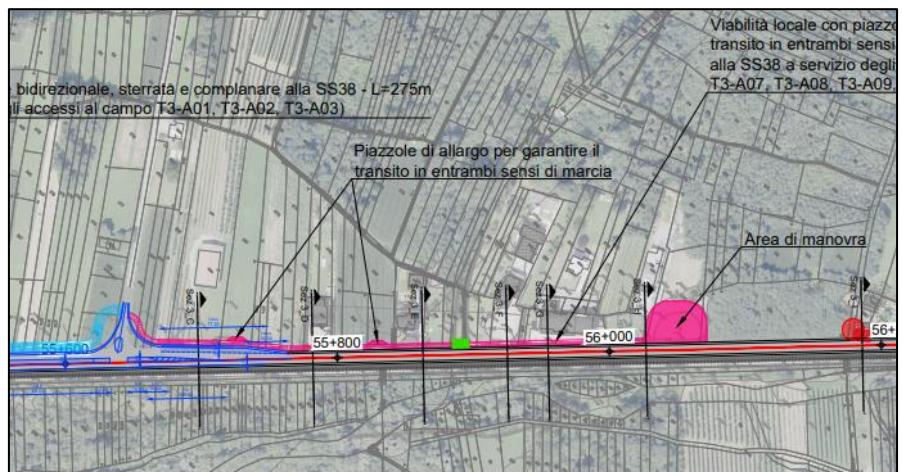 Viabilità locale con piazzo
transito in entrambi sensi
alla SS38 a servizio degli
T3-A07, T3-A08, T3-A09,
bidirezionale, sterrata e complanare alla SS38 - L=275m
gli accessi al campo T3-A01, T3-A02, T3-A03)
Piazzole di allargo per garantire il
transito in entrambi sensi di marcia
Area di manovra
Sez 3_C
Sez 3_D
Sez 3_E
Sez 3_F
Sez 3_G
Sez 3_H
Sez 3_
55+600
55+800
56+000
56+